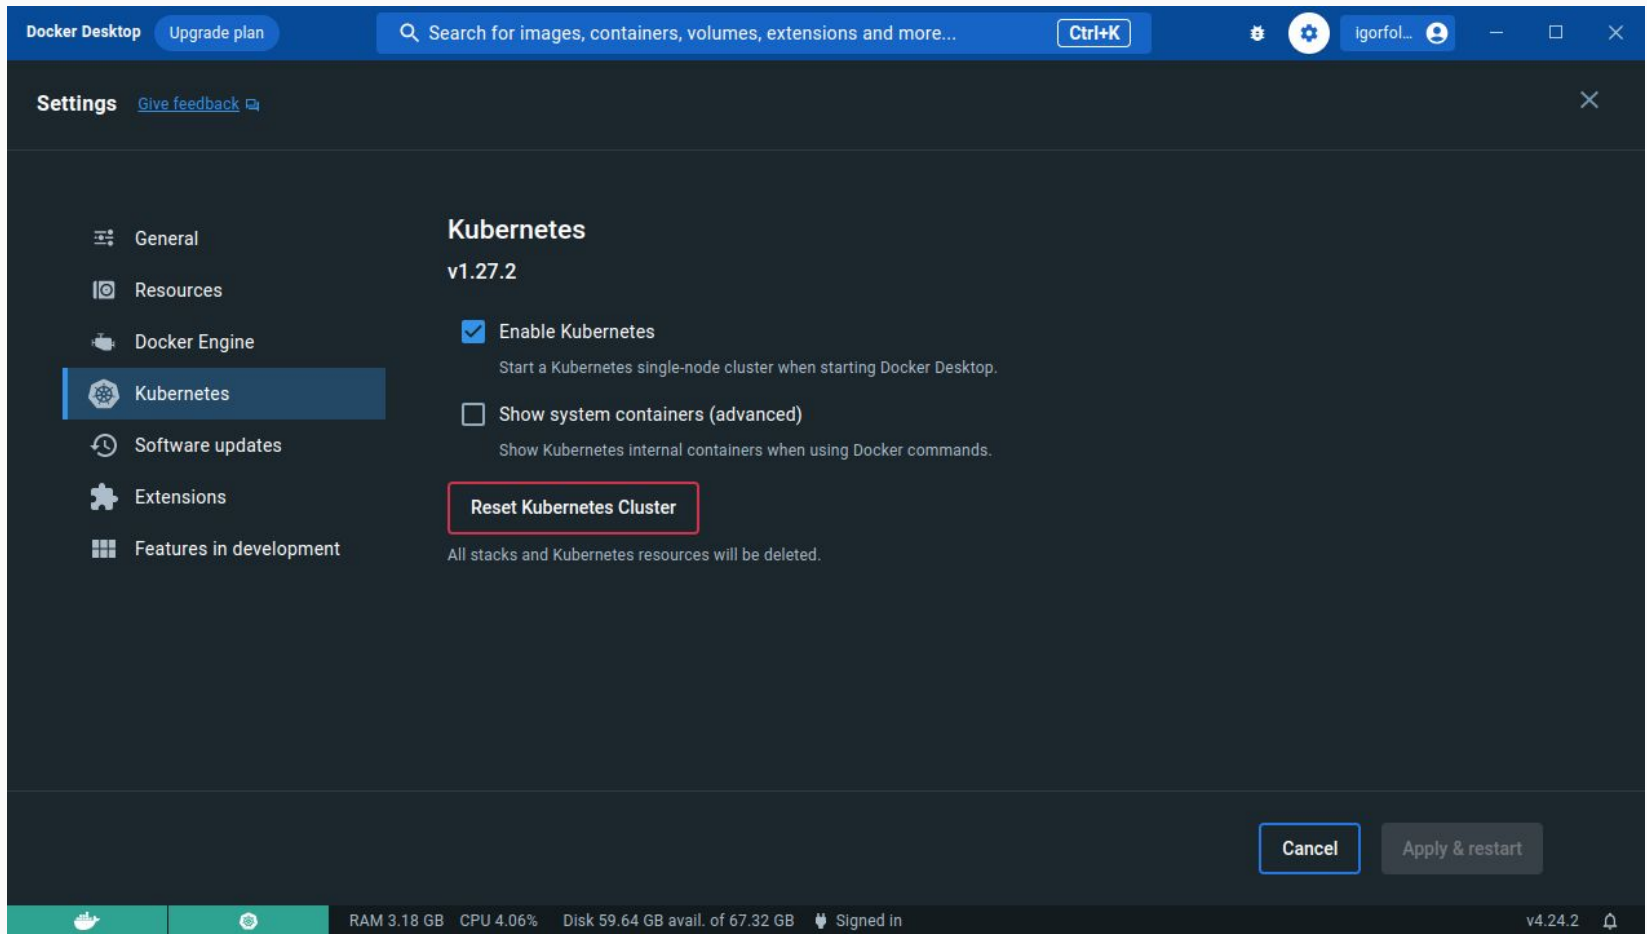 Docker Desktop Upgrade plan Search for images, containers, volumes, extensions and more... Ctrl+K igorfol...
Settings Give feedback
General
Resources
Docker Engine
Kubernetes
Software updates
Extensions
Features in development
Kubernetes
v1.27.2
Enable Kubernetes
Start a Kubernetes single-node cluster when starting Docker Desktop.
Show system containers (advanced)
Show Kubernetes internal containers when using Docker commands.
Reset Kubernetes Cluster
All stacks and Kubernetes resources will be deleted.
Cancel Apply & restart
RAM 3.18 GB CPU 4.06% Disk 59.64 GB avail. of 67.32 GB Signed in v4.24.2